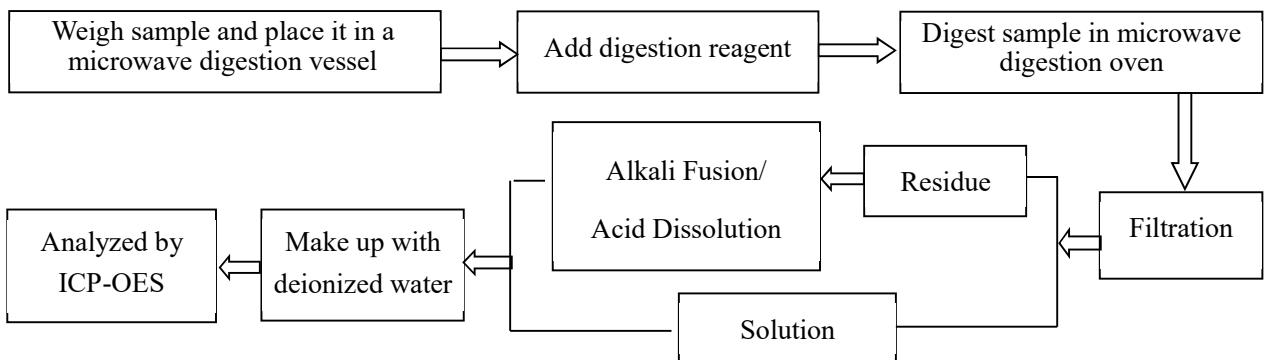 Weigh sample and place it in a
microwave digestion vessel
Add digestion reagent
Digest sample in microwave
digestion oven
Filtration
Residue
Alkali Fusion/
Acid Dissolution
Solution
Make up with
deionized water
Analyzed by
ICP-OES